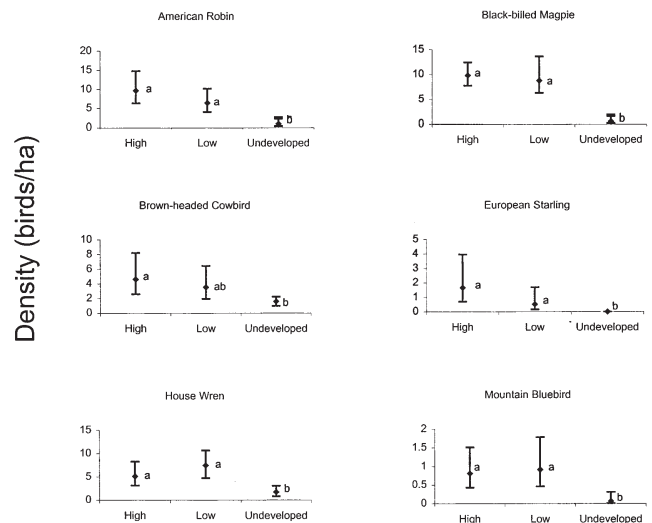 Density (birds/ha)
American Robin
20
15
10
5
0
a
a
b
High Low Undeveloped
Black-billed Magpie
15
10
5
0
a
a
b
High Low Undeveloped
Brown-headed Cowbird
10
8
6
4
2
0
a
ab
b
High Low Undeveloped
European Starling
5
4
3
2
1
0
a
a
b
High Low Undeveloped
House Wren
15
10
5
0
a
a
b
High Low Undeveloped
Mountain Bluebird
2
1.5
1
0.5
0
a
a
b
High Low Undeveloped